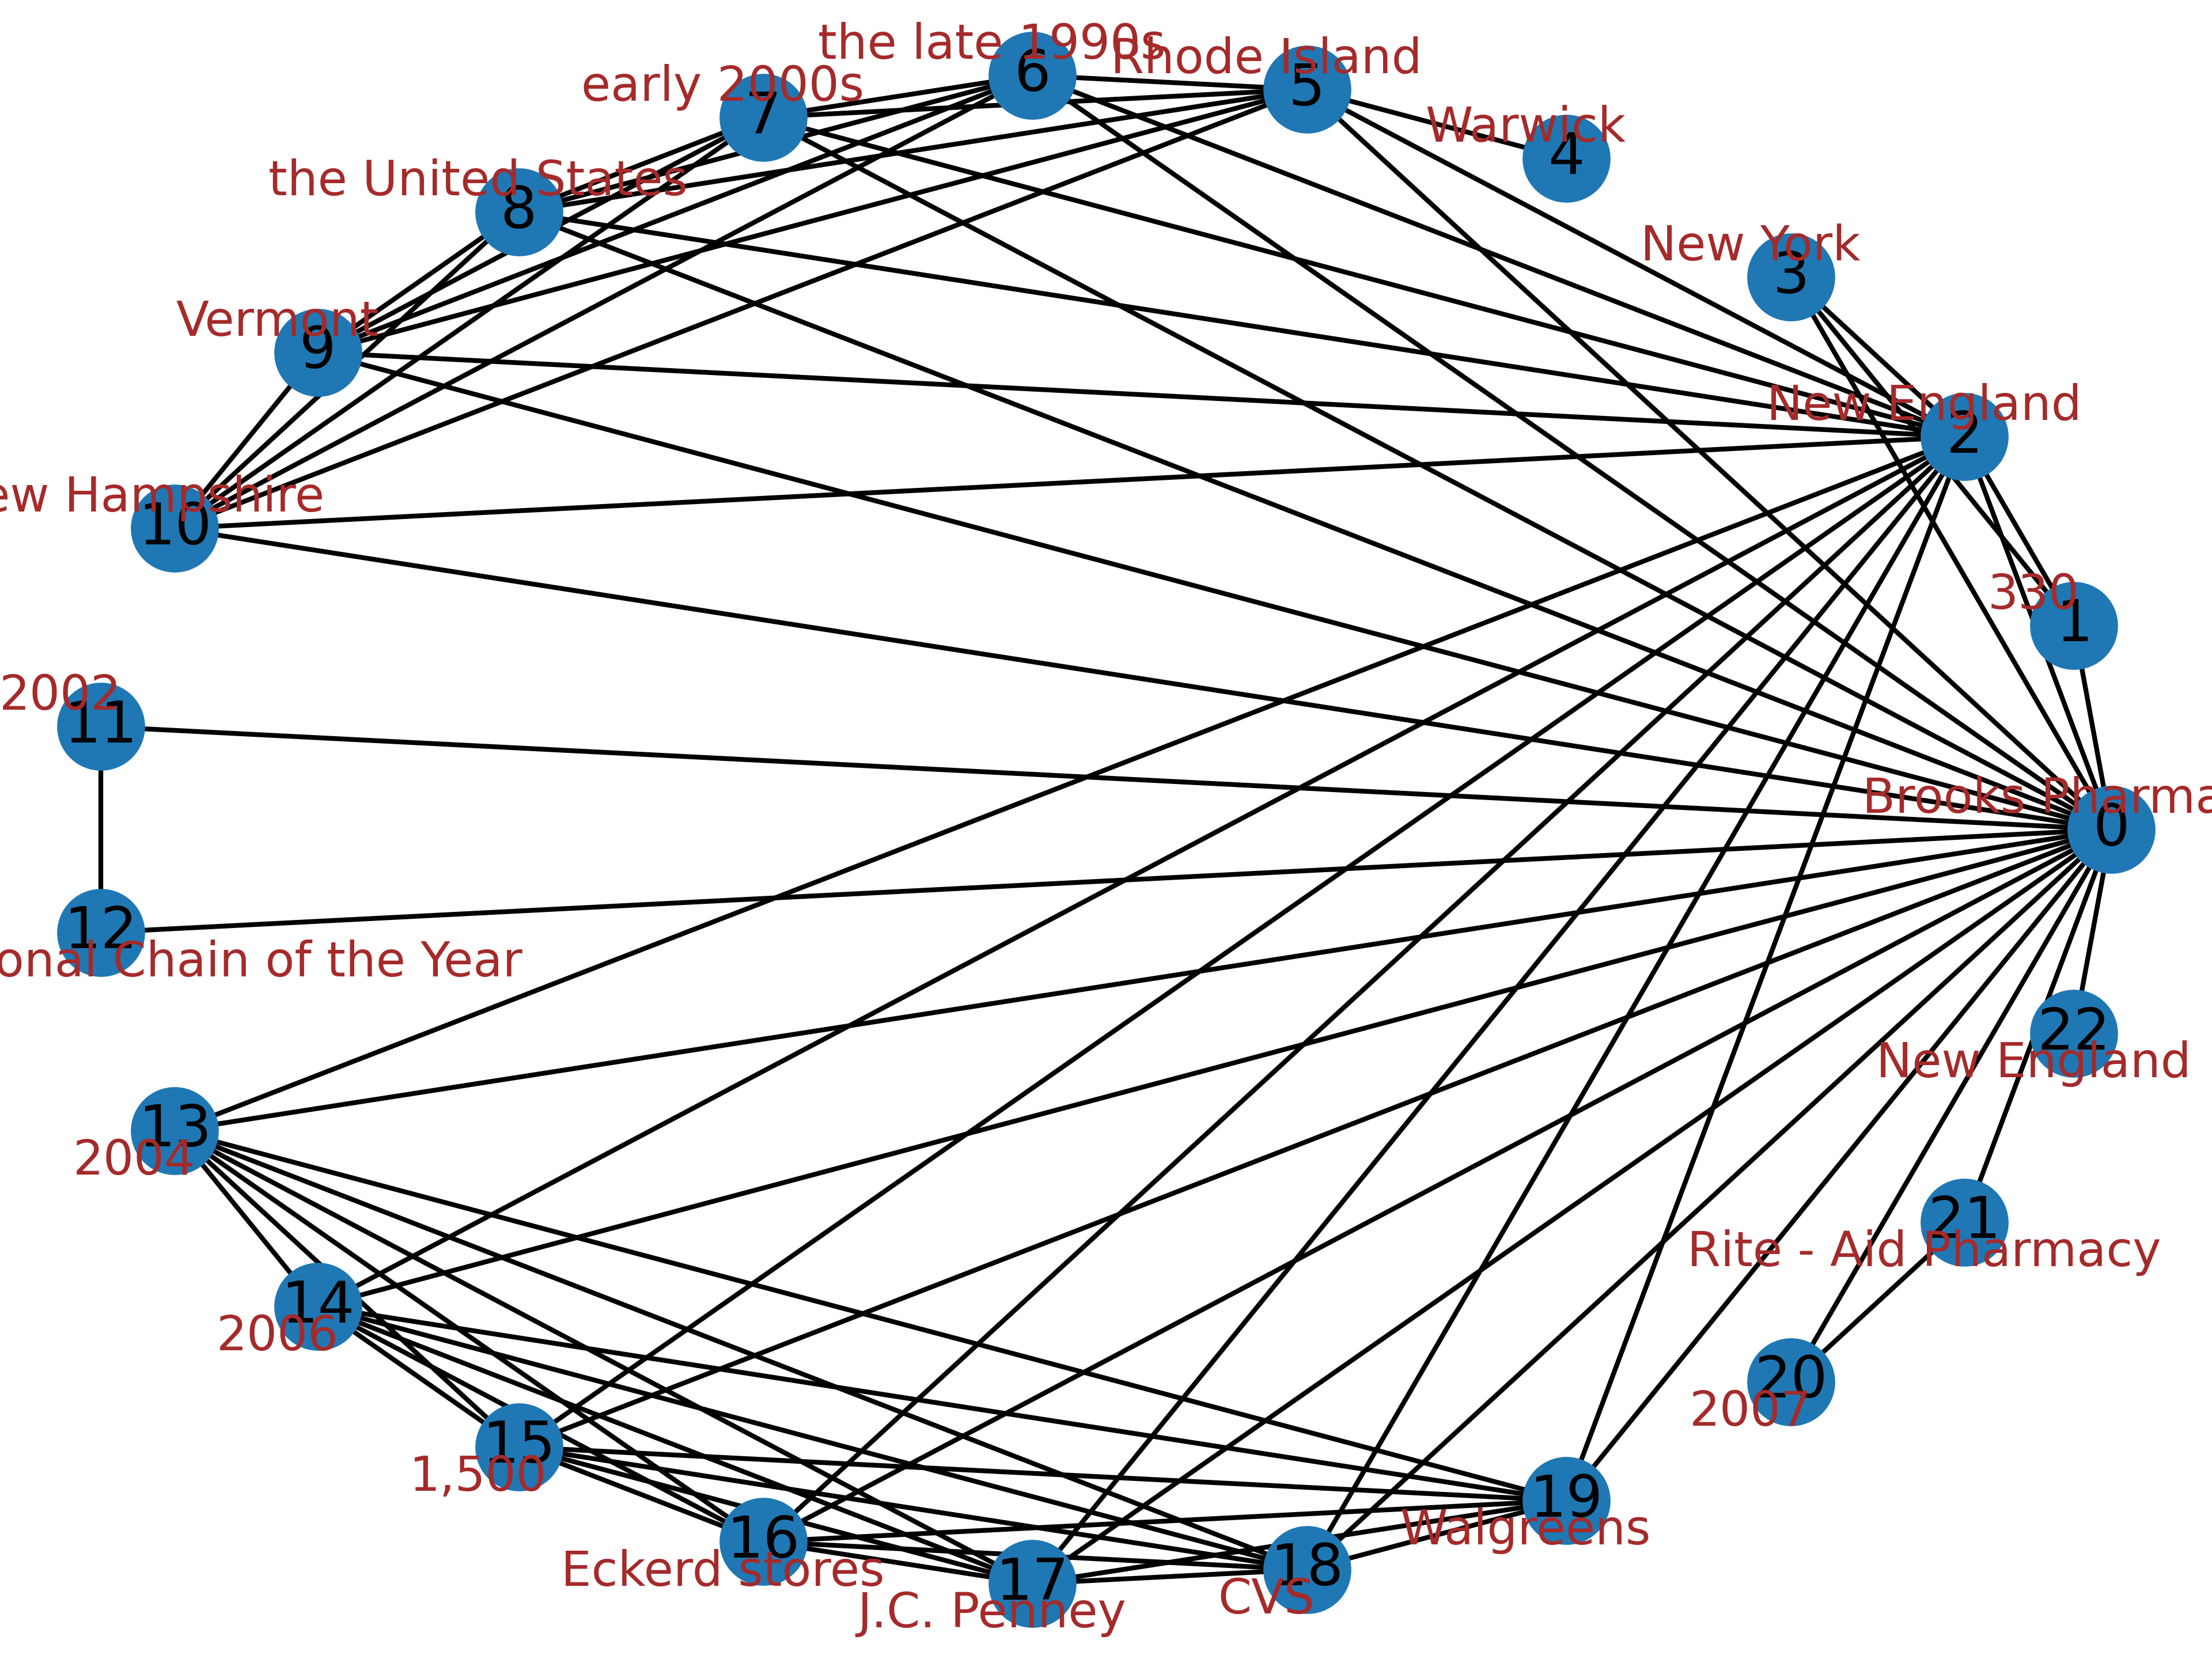 the late 1990s
6
Rhode Island
5
early 2000s
7
Warwick
4
the United States
8
New York
3
Vermont
9
New England
2
ew Hampshire
10
330
1
2002
11
Brooks Pharma
0
12
onal Chain of the Year
22
New England
13
2004
21
Rite - Aid Pharmacy
14
2006
20
2007
15
1,500
19
Walgreens
16
Eckerd stores
18
CVS
17
J.C. Penney